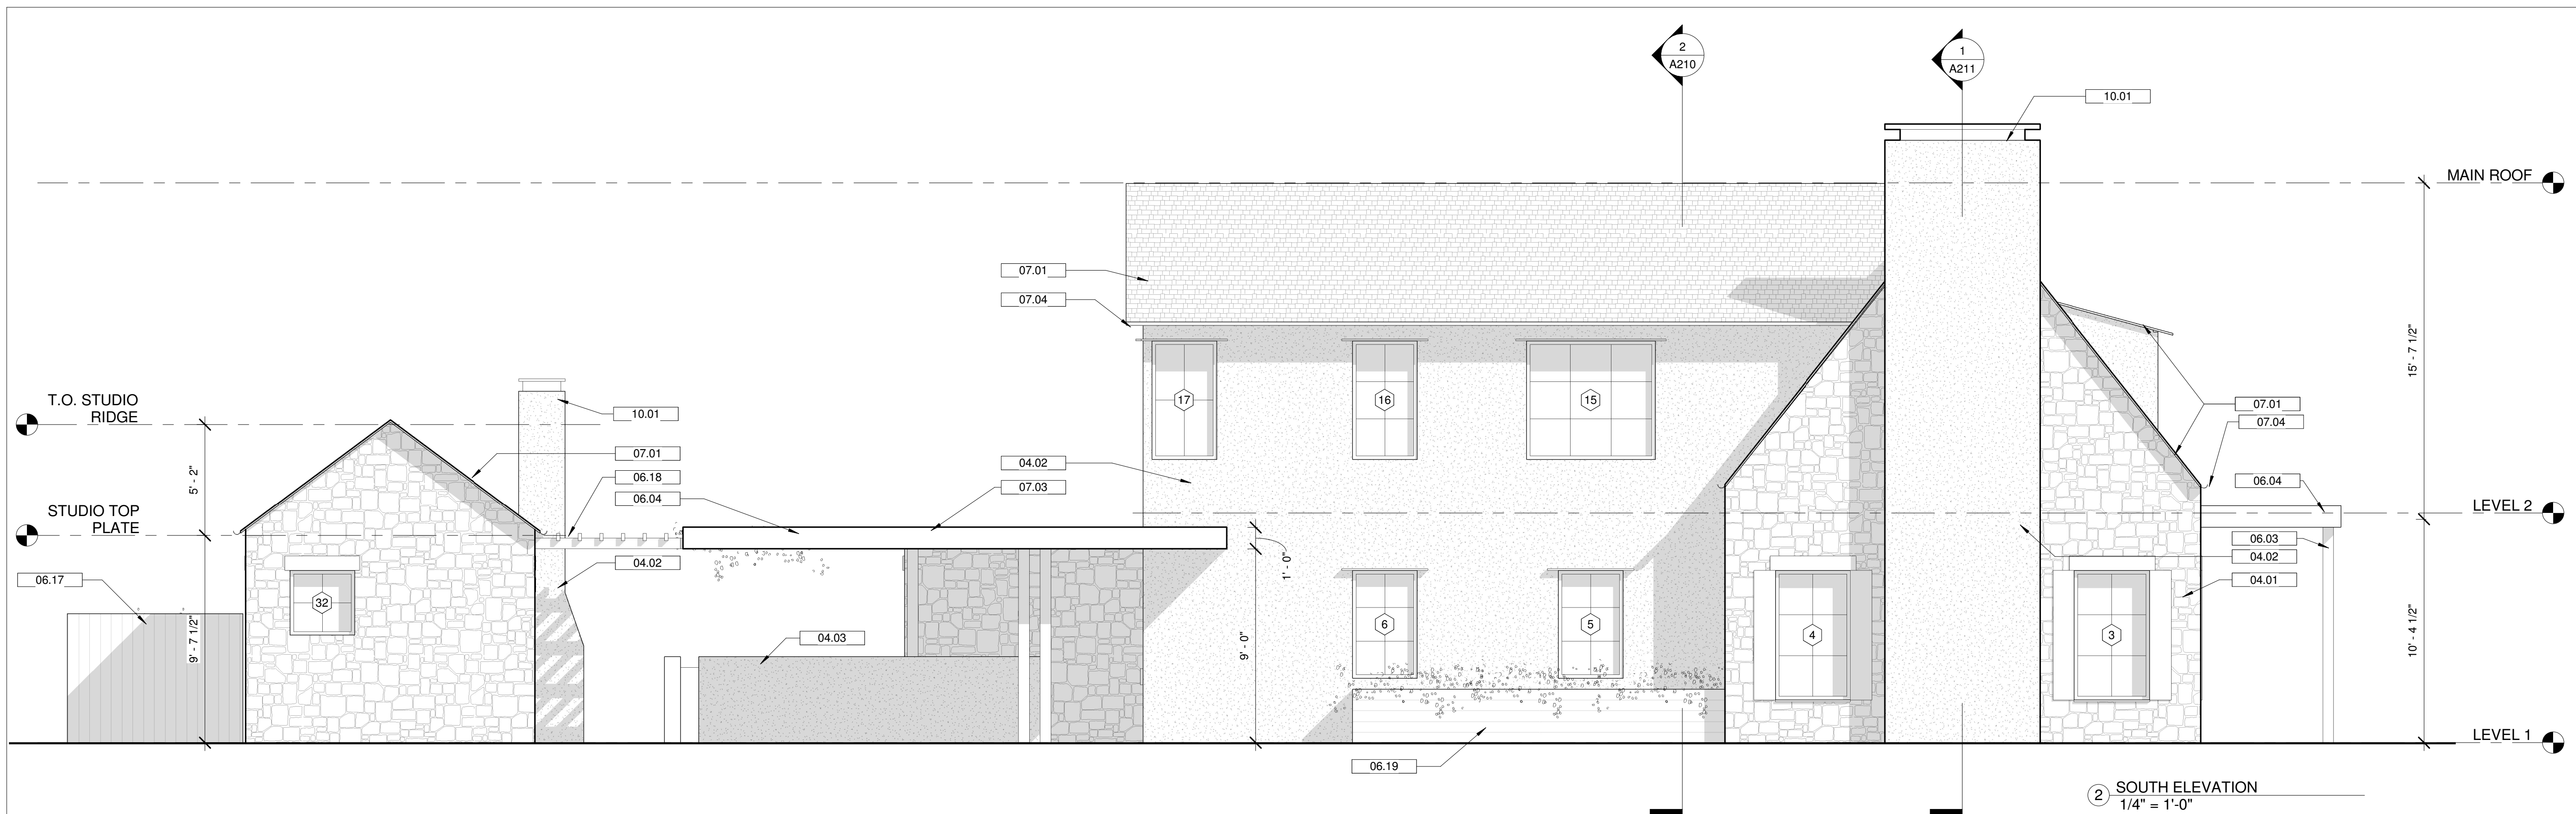 2
A210
1
A211
10.01
MAIN ROOF
07.01
07.04
15' - 7 1/2"
17
16
15
T.O. STUDIO
RIDGE
10.01
07.01
07.04
07.01
5' - 2"
04.02
06.18
07.03
06.04
06.04
STUDIO TOP
PLATE
LEVEL 2
06.03
04.02
1' - 0"
04.02
06.17
04.01
32
6
5
4
3
9' - 7 1/2"
04.03
9' - 0"
10' - 4 1/2"
LEVEL 1
06.19
2
SOUTH ELEVATION
1/4" = 1'-0"